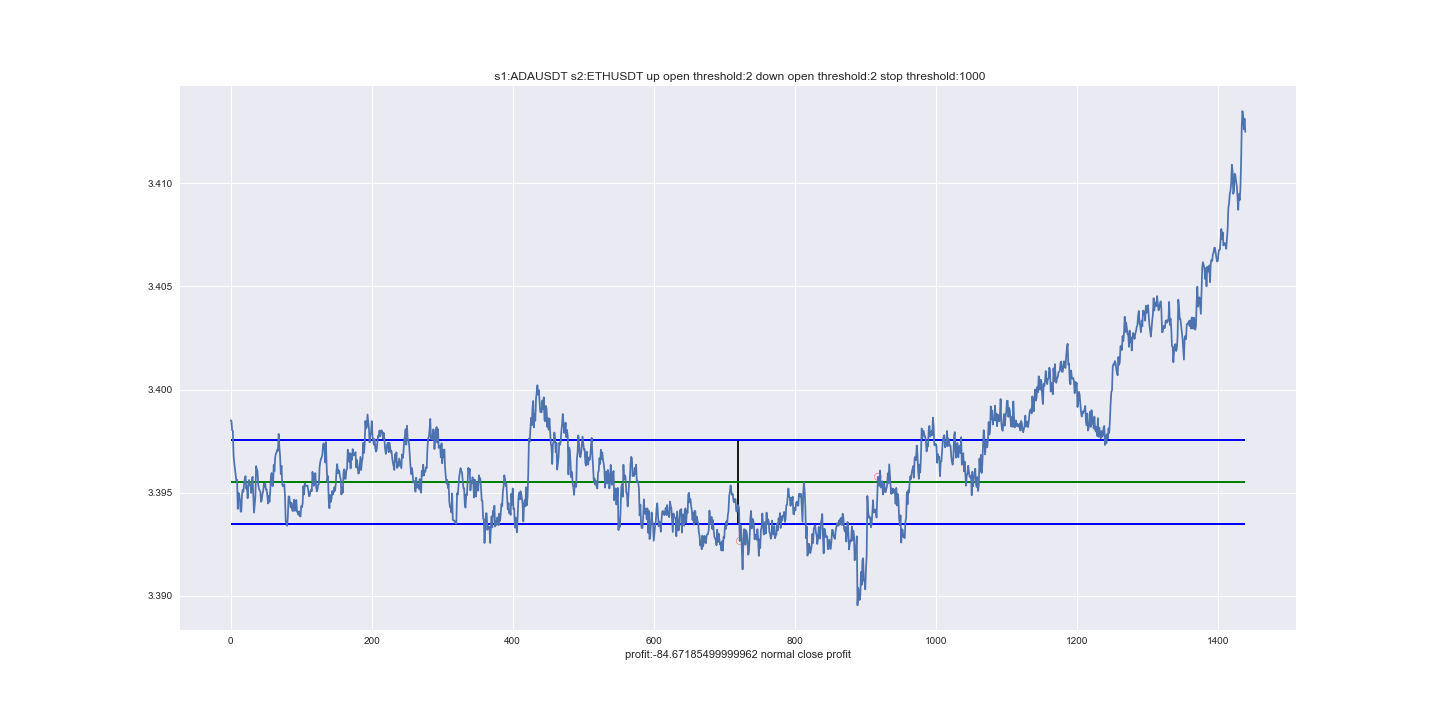 s1:ADAUSDT s2:ETHUSDT up open threshold:2 down open threshold:2 stop threshold:1000
3.410
3.405
3.400
3.395
3.390
0 200 400 600 800 1000 1200 1400
profit:-84.67185499999962 normal close profit